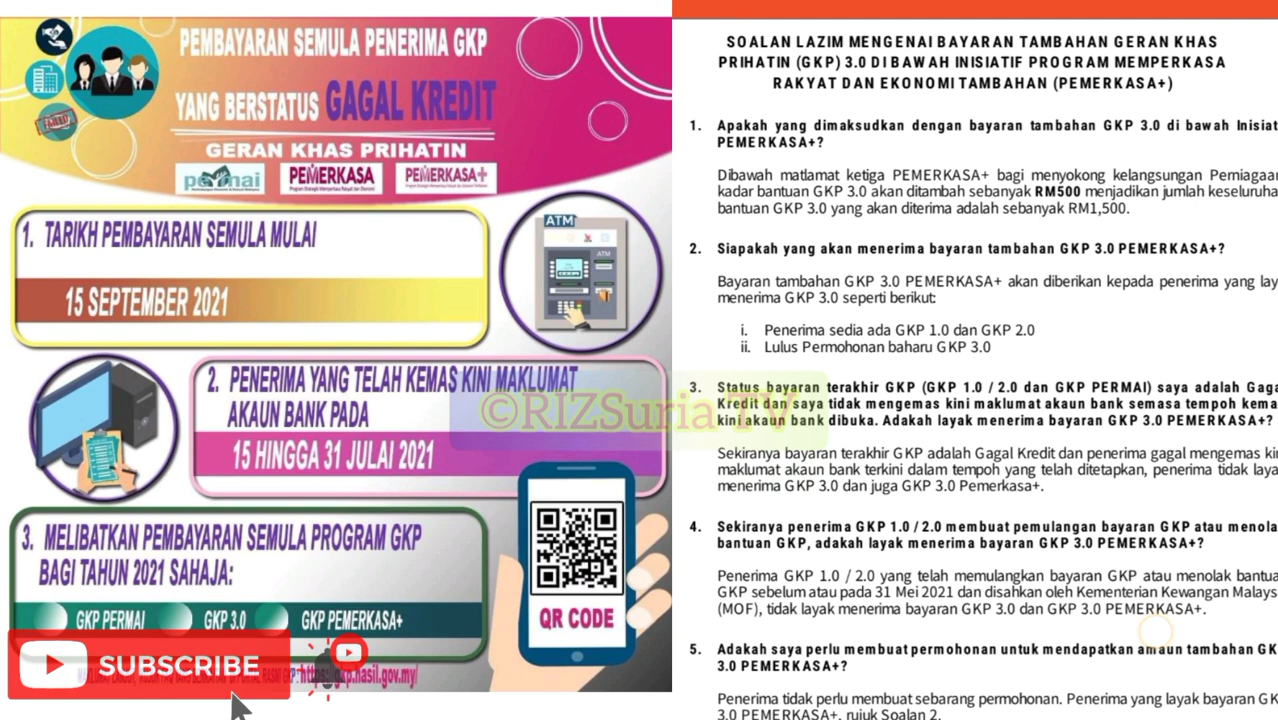 PEMBAYARAN SEMULA PENERIMA GKP
YANG BERSTATUS GAGAL KREDIT
GERAN KHAS PRIHATIN
permai
PEMERKASA
PEMERKASA+
1. TARIKH PEMBAYARAN SEMULA MULAI
15 SEPTEMBER 2021
ATM
ATM
2. PENERIMA YANG TELAH KEMAS KINI MAKLUMAT
AKAUN BANK PADA
15 HINGGA 31 JULAI 2021
3. MELIBATKAN PEMBAYARAN SEMULA PROGRAM GKP
BAGI TAHUN 2021 SAHAJA:
GKP PERMAI
GKP 3.0
GKP PEMERKASA+
QR CODE
SUBSCRIBE
©RIZSuria TV
SOALAN LAZIM MENGENAI BAYARAN TAMBAHAN GERAN KHAS
PRIHATIN (GKP) 3.0 DI BAWAH INISIATIF PROGRAM MEMPERKASA
RAKYAT DAN EKONOMI TAMBAHAN (PEMERKASA+)
1. Apakah yang dimaksudkan dengan bayaran tambahan GKP 3.0 di bawah Inisiat
PEMERKASA+?
Dibawah matlamat ketiga PEMERKASA+ bagi menyokong kelangsungan Perniagaan
kadar bantuan GKP 3.0 akan ditambah sebanyak RM500 menjadikan jumlah keseluruha
bantuan GKP 3.0 yang akan diterima adalah sebanyak RM1,500.
2. Siapakah yang akan menerima bayaran tambahan GKP 3.0 PEMERKASA+?
Bayaran tambahan GKP 3.0 PEMERKASA+ akan diberikan kepada penerima yang lay
menerima GKP 3.0 seperti berikut:
i. Penerima sedia ada GKP 1.0 dan GKP 2.0
ii. Lulus Permohonan baharu GKP 3.0
3. Status bayaran terakhir GKP (GKP 1.0 / 2.0 dan GKP PERMAI) saya adalah Gaga
Kredit dan saya tidak mengemas kini maklumat akaun bank semasa tempoh kema
kini akaun bank dibuka. Adakah layak menerima bayaran GKP 3.0 PEMERKASA+?
Sekiranya bayaran terakhir GKP adalah Gagal Kredit dan penerima gagal mengemas kin
maklumat akaun bank terkini dalam tempoh yang telah ditetapkan, penerima tidak laya
menerima GKP 3.0 dan juga GKP 3.0 Pemerkasa+.
4. Sekiranya penerima GKP 1.0 / 2.0 membuat pemulangan bayaran GKP atau menola
bantuan GKP, adakah layak menerima bayaran GKP 3.0 PEMERKASA+?
Penerima GKP 1.0 / 2.0 yang telah memulangkan bayaran GKP atau menolak bantua
GKP sebelum atau pada 31 Mei 2021 dan disahkan oleh Kementerian Kewangan Malays
(MOF), tidak layak menerima bayaran GKP 3.0 dan GKP 3.0 PEMERKASA+.
5. Adakah saya perlu membuat permohonan untuk mendapatkan amaun tambahan GK
3.0 PEMERKASA+?
Penerima tidak perlu membuat sebarang permohonan. Penerima yang layak bayaran GK
3.0 PEMERKASA+, rujuk Soalan 2.